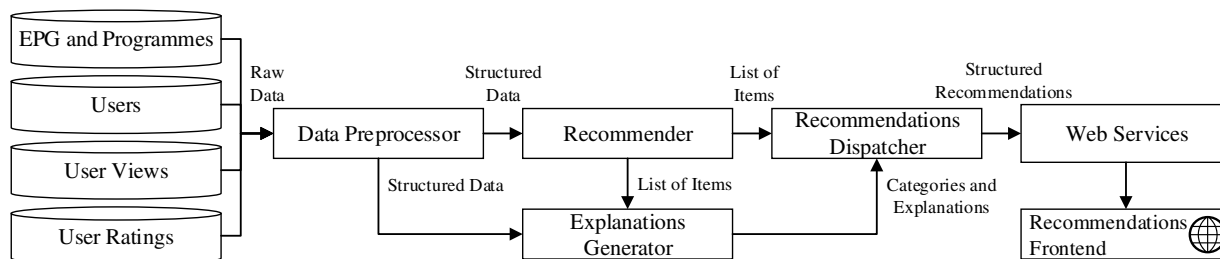 EPG and Programmes
Users
User Views
User Ratings
Raw
Data
Data Preprocessor
Structured
Data
Structured Data
Recommender
List of Items
Explanations
Generator
List of
Items
Recommendations
Dispatcher
Categories and
Explanations
Structured
Recommendations
Web Services
Recommendations
Frontend